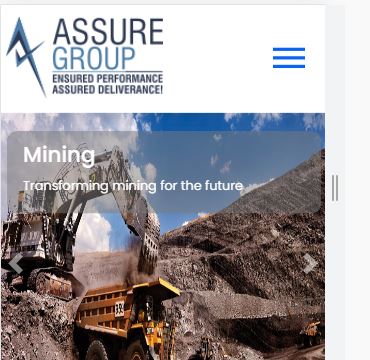 ASSURE
GROUP
ENSURED PERFORMANCE
ASSURED DELIVERANCE!
Mining
Transforming mining for the future